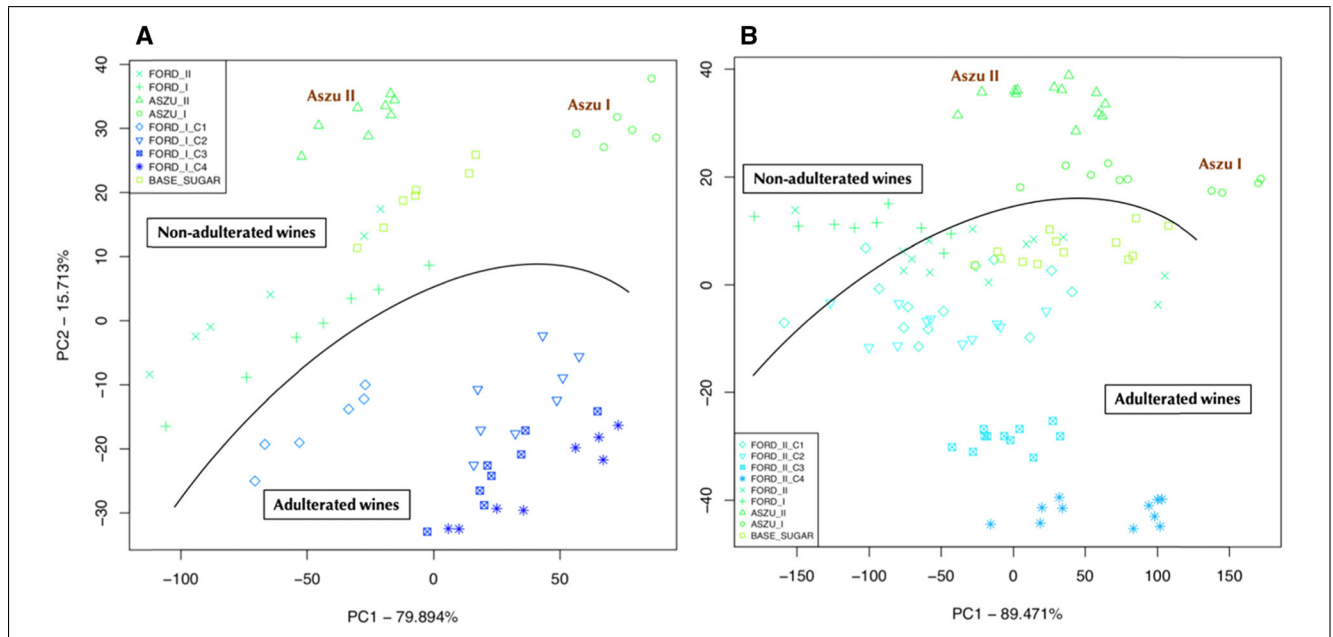 A
40
30
20
10
0
−10
−20
−30
PC2 − 15.713%
FORD_II
FORD_I
ASZU_II
ASZU_I
FORD_I_C1
FORD_I_C2
FORD_I_C3
FORD_I_C4
BASE_SUGAR
Aszu II
Aszu I
Non-adulterated wines
Adulterated wines
−100
−50
0
50
PC1 − 79.894%
B
40
20
0
−20
−40
Aszu II
Aszu I
Non-adulterated wines
Adulterated wines
FORD_II_C1
FORD_II_C2
FORD_II_C3
FORD_II_C4
FORD_II
FORD_I
ASZU_II
ASZU_I
BASE_SUGAR
−150
−100
−50
0
50
100
150
PC1 − 89.471%